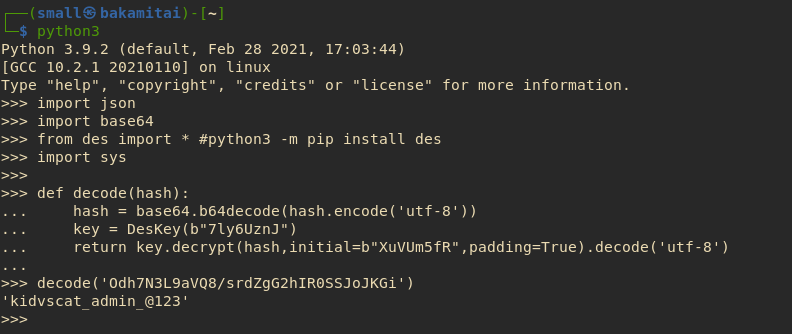 ┌──(small㉿bakamitai)-[~]
└─$ python3
Python 3.9.2 (default, Feb 28 2021, 17:03:44)
[GCC 10.2.1 20210110] on linux
Type "help", "copyright", "credits" or "license" for more information.
>>> import json
>>> import base64
>>> from des import * #python3 -m pip install des
>>> import sys
>>>
>>> def decode(hash):
...     hash = base64.b64decode(hash.encode('utf-8'))
...     key = DesKey(b"7ly6UznJ")
...     return key.decrypt(hash,initial=b"XuVUm5fR",padding=True).decode('utf-8')
...
>>> decode('Odh7N3L9aVQ8/srdZgG2hIR0SSJoJKGi')
'kidvscat_admin_@123'
>>>